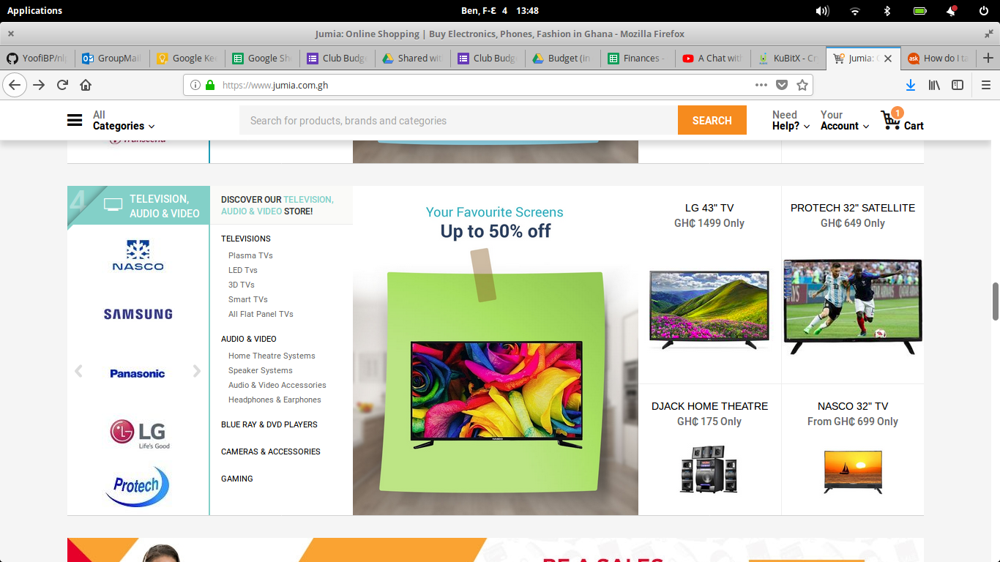 Applications
Ben, F-Ɛ 4 13:48
Jumia: Online Shopping | Buy Electronics, Phones, Fashion in Ghana - Mozilla Firefox
YoofiBP/nl
GroupMai
Google Ke
Google Sh
Club Budg
Shared wit
Club Budg
Budget (in
Finances -
A Chat with
KuBitX - Cr
Jumia: O
ask
How do I ta
https://www.jumia.com.gh
All
Categories
Search for products, brands and categories
SEARCH
Need
Help?
Your
Account
1
Cart
Transcend
4
TELEVISION,
AUDIO & VIDEO
NASCO
SAMSUNG
Panasonic
LG
Life's Good
Protech
DISCOVER OUR TELEVISION,
AUDIO & VIDEO STORE!
TELEVISIONS
Plasma TVs
LED Tvs
3D TVs
Smart TVs
All Flat Panel TVs
AUDIO & VIDEO
Home Theatre Systems
Speaker Systems
Audio & Video Accessories
Headphones & Earphones
BLUE RAY & DVD PLAYERS
CAMERAS & ACCESSORIES
GAMING
Your Favourite Screens
Up to 50% off
NASCO
LG 43" TV
GH₵ 1499 Only
PROTECH 32" SATELLITE
GH₵ 649 Only
DJACK HOME THEATRE
GH₵ 175 Only
NASCO 32" TV
From GH₵ 699 Only
BE A SALES